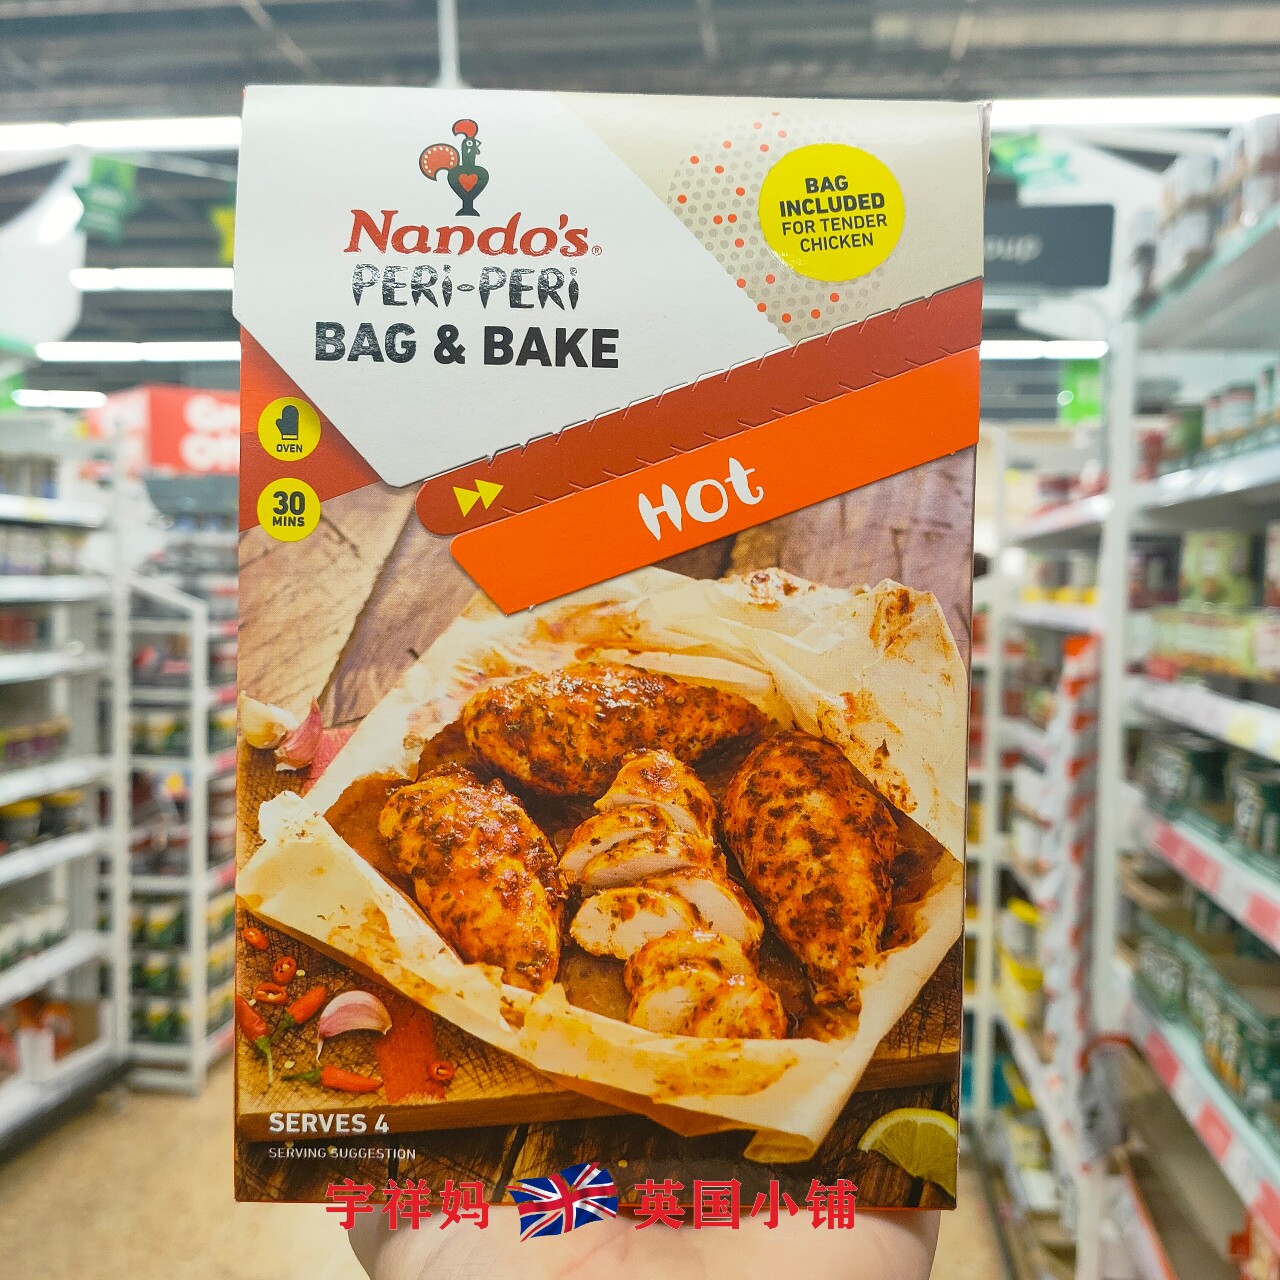 Nando's®
PERi-PERi
BAG & BAKE
BAG
INCLUDED
FOR TENDER
CHICKEN
OVEN
30
MINS
Hot
SERVES 4
SERVING SUGGESTION
宇祥妈 英国小铺